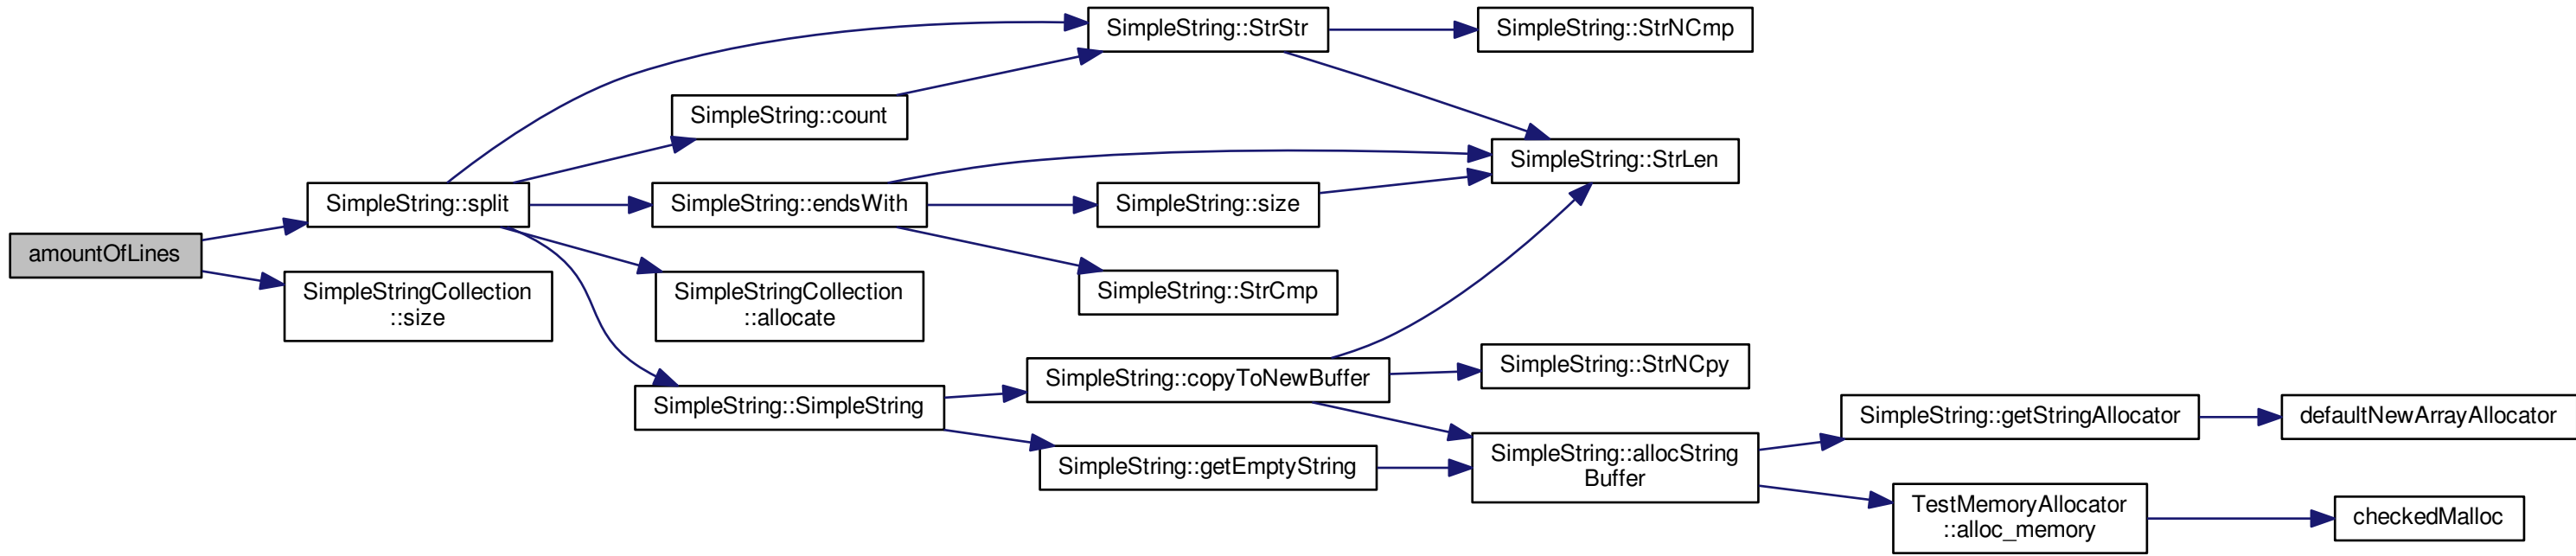 SimpleString::StrStr
SimpleString::StrNCmp
SimpleString::count
SimpleString::StrLen
SimpleString::split
SimpleString::endsWith
SimpleString::size
amountOfLines
SimpleStringCollection
::size
SimpleStringCollection
::allocate
SimpleString::StrCmp
SimpleString::SimpleString
SimpleString::copyToNewBuffer
SimpleString::StrNCpy
SimpleString::getEmptyString
SimpleString::allocString
Buffer
SimpleString::getStringAllocator
defaultNewArrayAllocator
TestMemoryAllocator
::alloc_memory
checkedMalloc